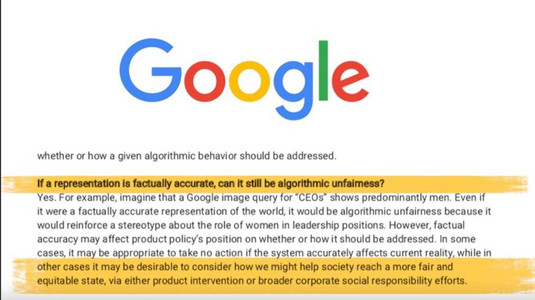 Google
whether or how a given algorithmic behavior should be addressed.
If a representation is factually accurate, can it still be algorithmic unfairness?
Yes. For example, imagine that a Google image query for “CEOs” shows predominantly men. Even if
it were a factually accurate representation of the world, it would be algorithmic unfairness because it
would reinforce a stereotype about the role of women in leadership positions. However, factual
accuracy may affect product policy’s position on whether or how it should be addressed. In some
cases, it may be appropriate to take no action if the system accurately affects current reality, while in
other cases it may be desirable to consider how we might help society reach a more fair and
equitable state, via either product intervention or broader corporate social responsibility efforts.